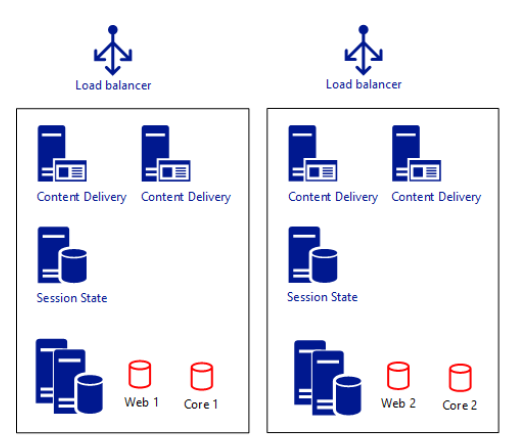 Load balancer
Load balancer
Content Delivery
Content Delivery
Content Delivery
Content Delivery
Session State
Session State
Web 1
Core 1
Web 2
Core 2